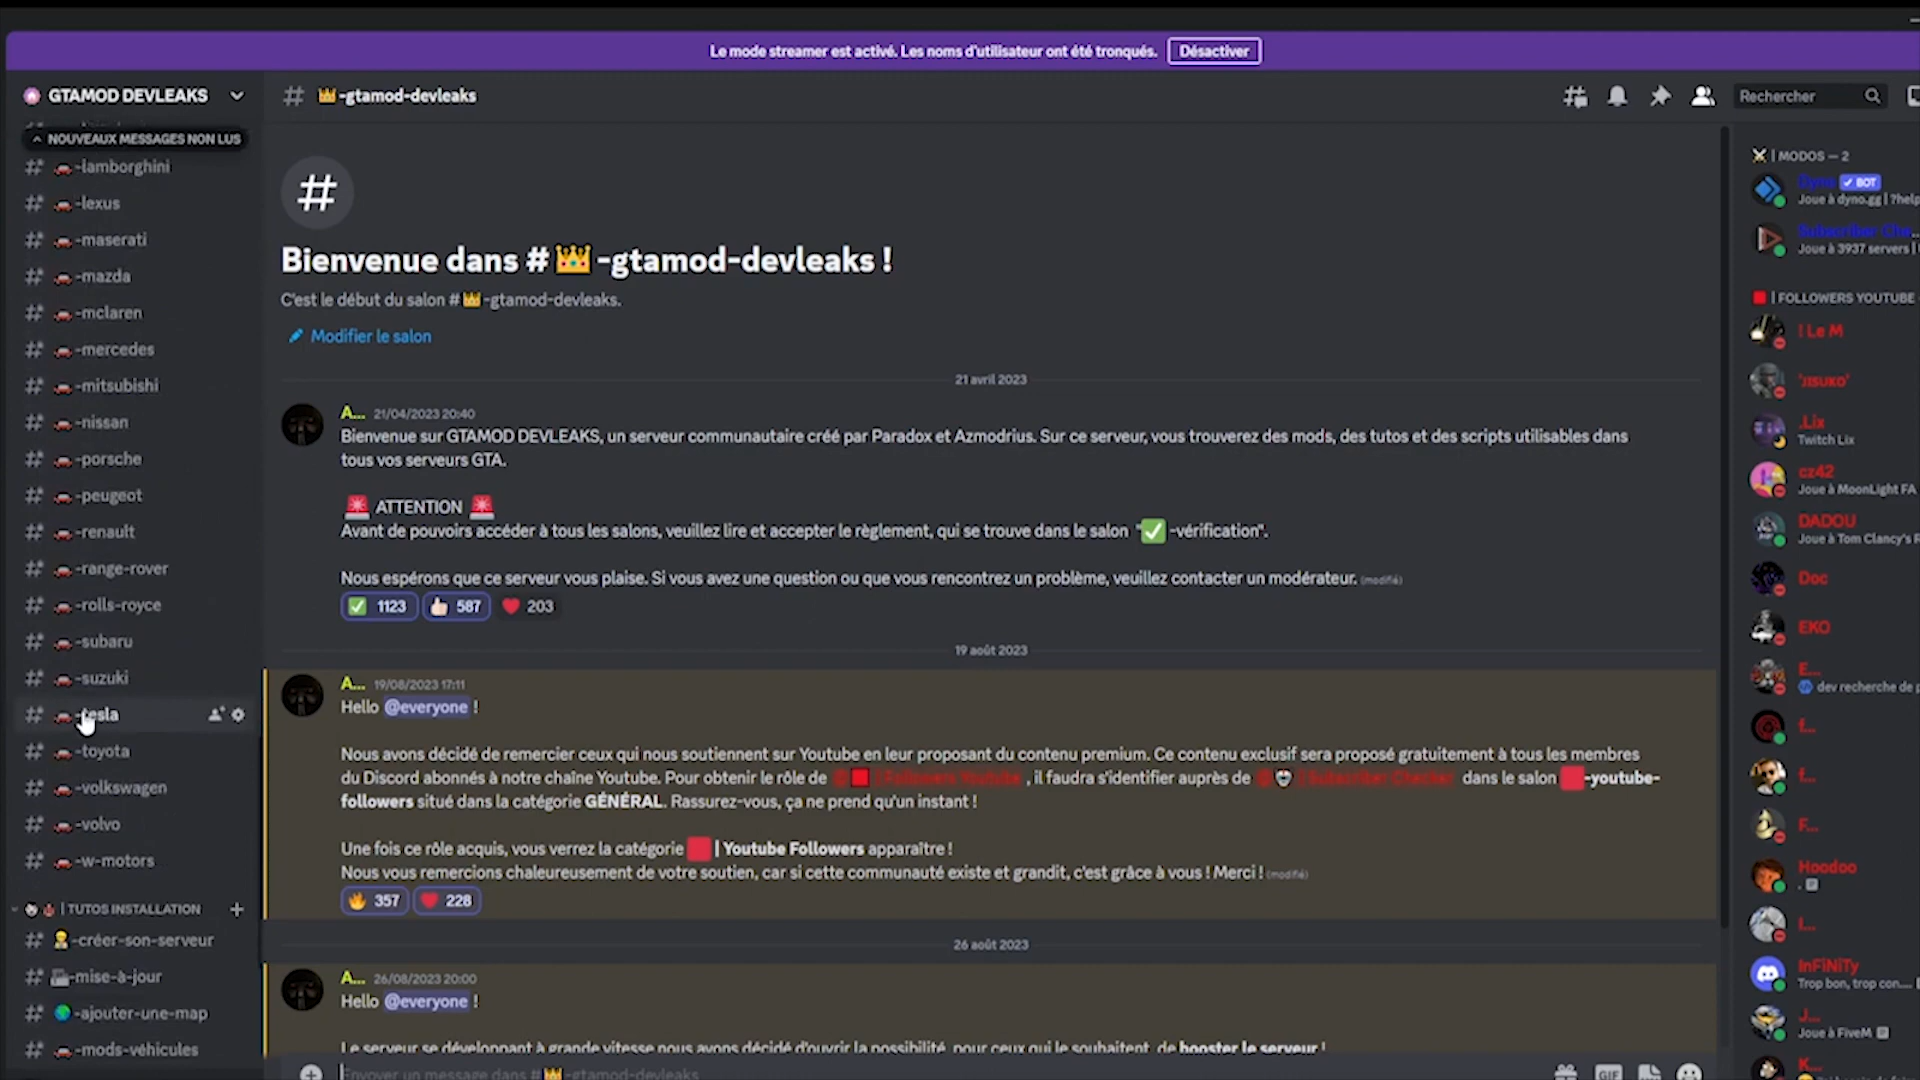 Le mode streamer est activé. Les noms d'utilisateur ont été tronqués. Désactiver
GTAMOD DEVLEAKS
-gtamod-devleaks
Rechercher
NOUVEAUX MESSAGES NON LUS
-lamborghini
-lexus
-maserati
-mazda
-mclaren
-mercedes
-mitsubishi
-nissan
-porsche
-peugeot
-renault
-range-rover
-rolls-royce
-subaru
-suzuki
-tesla
-toyota
-volkswagen
-volvo
-w-motors
| TUTOS INSTALLATION
-créer-son-serveur
-mise-à-jour
-ajouter-une-map
-mods-véhicules
Bienvenue dans # -gtamod-devleaks !
C'est le début du salon # -gtamod-devleaks.
Modifier le salon
21 avril 2023
A... 21/04/2023 20:40
Bienvenue sur GTAMOD DEVLEAKS, un serveur communautaire créé par Paradox et Azmodrius. Sur ce serveur, vous trouverez des mods, des tutos et des scripts utilisables dans
tous vos serveurs GTA.
ATTENTION
Avant de pouvoirs accéder à tous les salons, veuillez lire et accepter le règlement, qui se trouve dans le salon "✅ -vérification".
Nous espérons que ce serveur vous plaise. Si vous avez une question ou que vous rencontrez un problème, veuillez contacter un modérateur. (modifié)
1123 587 203
19 août 2023
A... 19/08/2023 17:11
Hello @everyone !
Nous avons décidé de remercier ceux qui nous soutiennent sur Youtube en leur proposant du contenu premium. Ce contenu exclusif sera proposé gratuitement à tous les membres
du Discord abonnés à notre chaîne Youtube. Pour obtenir le rôle de @ | Followers Youtube , il faudra s'identifier auprès de @ | Subscriber Checker dans le salon -youtube-
followers situé dans la catégorie GÉNÉRAL. Rassurez-vous, ça ne prend qu'un instant !
Une fois ce rôle acquis, vous verrez la catégorie | Youtube Followers apparaître !
Nous vous remercions chaleureusement de votre soutien, car si cette communauté existe et grandit, c'est grâce à vous ! Merci ! (modifié)
357 228
26 août 2023
A... 26/08/2023 20:00
Hello @everyone !
Le serveur se développant à grande vitesse nous avons décidé d'ouvrir la possibilité, pour ceux qui le souhaitent, de booster le serveur !
Envoyer un message dans # -gtamod-devleaks
GIF
| MODOS — 2
Dyno BOT
Joue à dyno.gg | ?help
Subscriber Che...
Joue à 3937 servers |
| FOLLOWERS YOUTUBE
! Le M
'JISUKO'
.Lix
Twitch Lix
cz42
Joue à MoonLight FA
DADOU
Joue à Tom Clancy's R
Doc
EKO
E...
dev recherche de p
f...
f...
F...
Hoodoo
I...
InFiNiTy
Trop bon, trop con....
J...
Joue à FiveM
K...